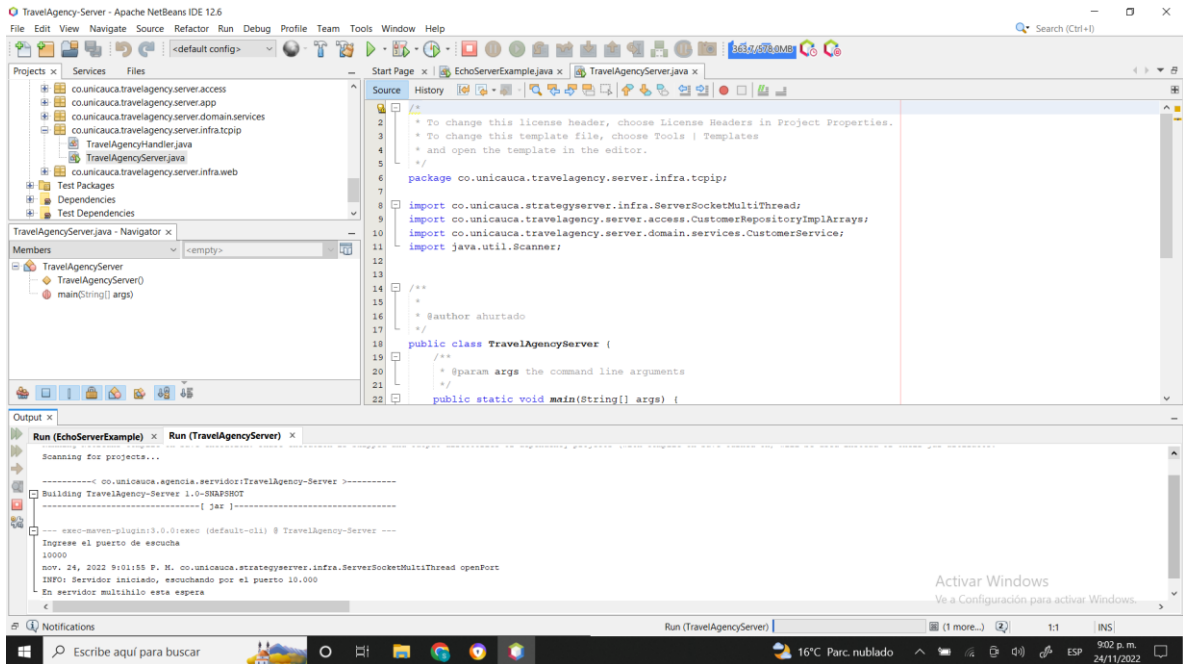 TravelAgency-Server - Apache NetBeans IDE 12.6
File Edit View Navigate Source Refactor Run Debug Profile Team Tools Window Help
Search (Ctrl+I)
<default config>
Projects × Services Files
Start Page × EchoServerExample.java × TravelAgencyServer.java ×
co.unicauca.travelagency.server.access
co.unicauca.travelagency.server.app
co.unicauca.travelagency.server.domain.services
co.unicauca.travelagency.server.infra.tcpip
TravelAgencyHandler.java
TravelAgencyServer.java
co.unicauca.travelagency.server.infra.web
Test Packages
Dependencies
Test Dependencies
TravelAgencyServer.java - Navigator ×
Members <empty>
TravelAgencyServer
TravelAgencyServer()
main(String[] args)
Source History
/*
2 * To change this license header, choose License Headers in Project Properties.
3 * To change this template file, choose Tools | Templates
4 * and open the template in the editor.
5 */
6 package co.unicauca.travelagency.server.infra.tcpip;
7
8 import co.unicauca.strategyserver.infra.ServerSocketMultiThread;
9 import co.unicauca.travelagency.server.access.CustomerRepositoryImplArrays;
10 import co.unicauca.travelagency.server.domain.services.CustomerService;
11 import java.util.Scanner;
12
13
14 /**
15 *
16 * @author ahurtado
17 */
18 public class TravelAgencyServer {
19 /**
20 * @param args the command line arguments
21 */
22 public static void main(String[] args) {
Output ×
Run (EchoServerExample) × Run (TravelAgencyServer) ×
Scanning for projects...
----------< co.unicauca.agencia.servidor:TravelAgency-Server >----------
Building TravelAgency-Server 1.0-SNAPSHOT
--------------------------------[ jar ]---------------------------------
--- exec-maven-plugin:3.0.0:exec (default-cli) @ TravelAgency-Server ---
Ingrese el puerto de escucha
10000
nov. 24, 2022 9:01:55 P. M. co.unicauca.strategyserver.infra.ServerSocketMultiThread openPort
INFO: Servidor iniciado, escuchando por el puerto 10.000
En servidor multihilo esta espera
Activar Windows
Ve a Configuración para activar Windows.
Notifications
Run (TravelAgencyServer)
(1 more...) 2 1:1 INS
Escribe aquí para buscar
16°C Parc. nublado
ESP
9:02 p. m.
24/11/2022